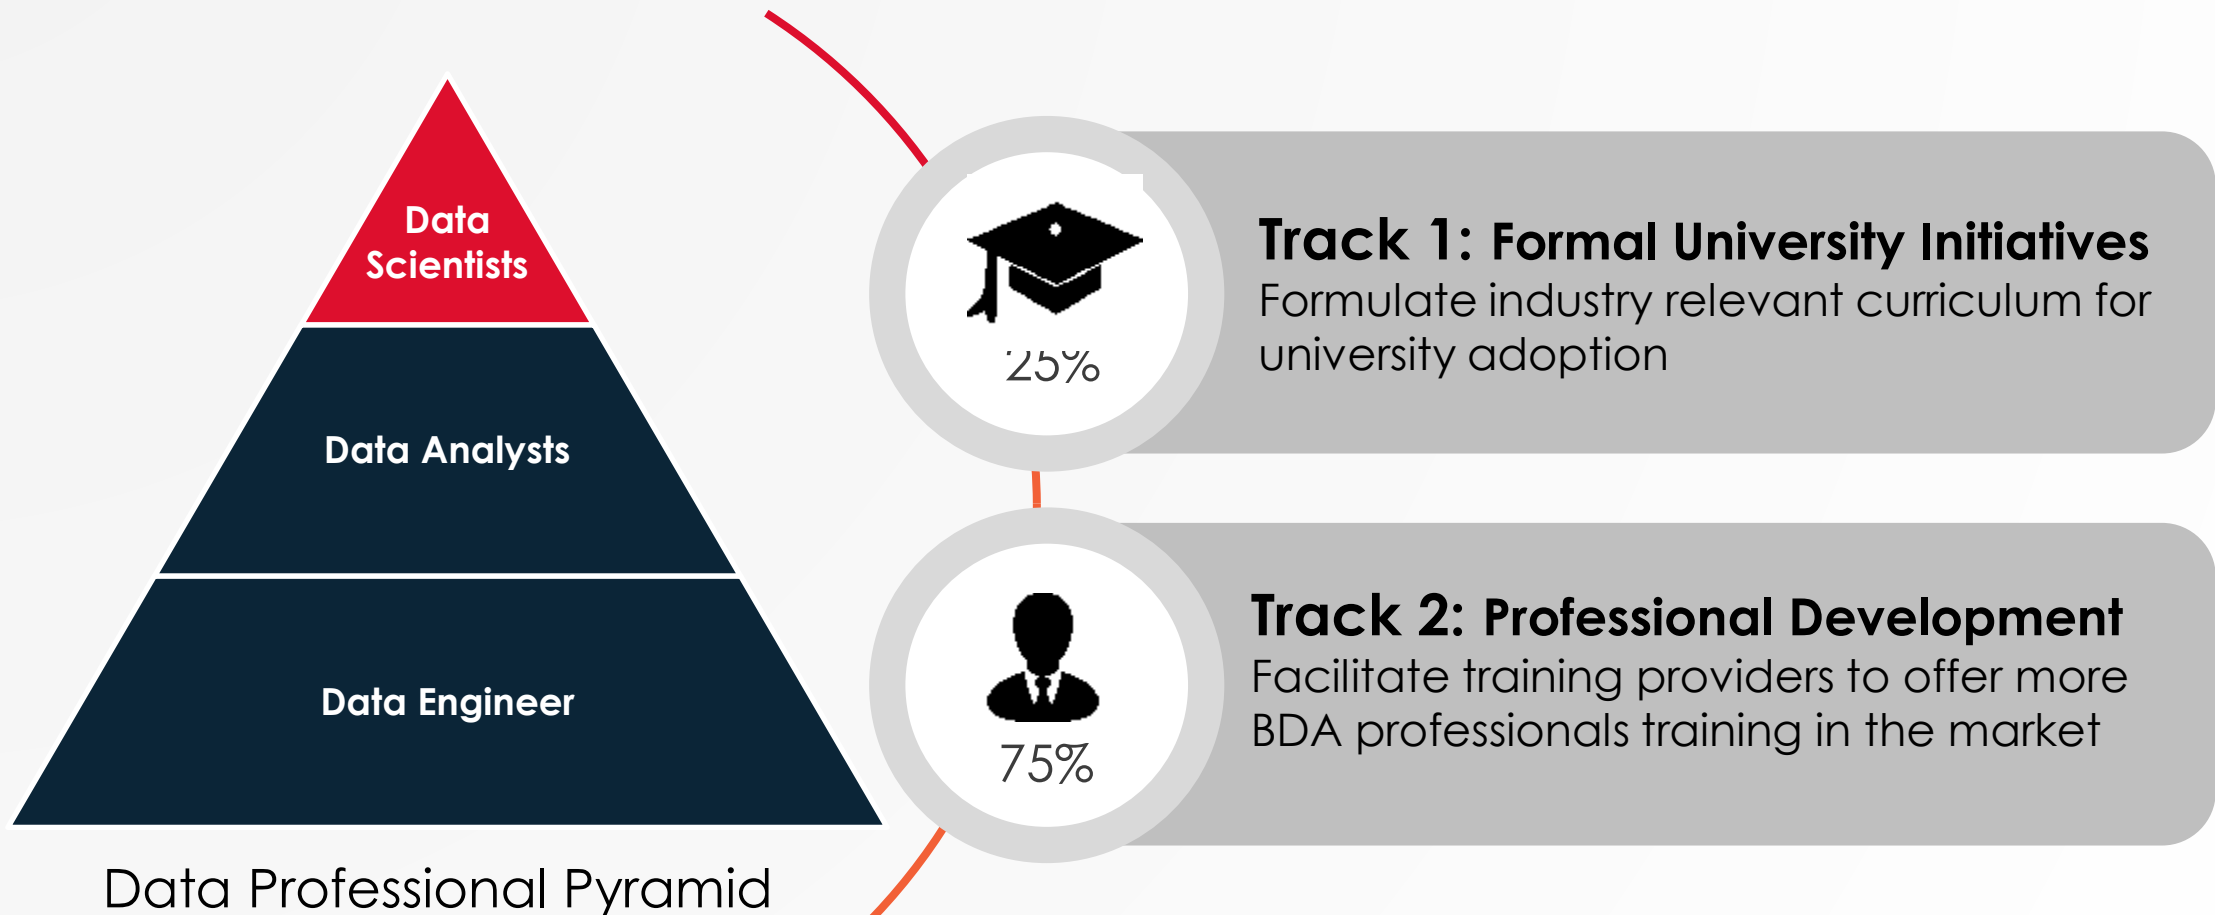 Data
Scientists
Data Analysts
Data Engineer
Data Professional Pyramid
25%
Track 1: Formal University Initiatives
Formulate industry relevant curriculum for
university adoption
75%
Track 2: Professional Development
Facilitate training providers to offer more
BDA professionals training in the market